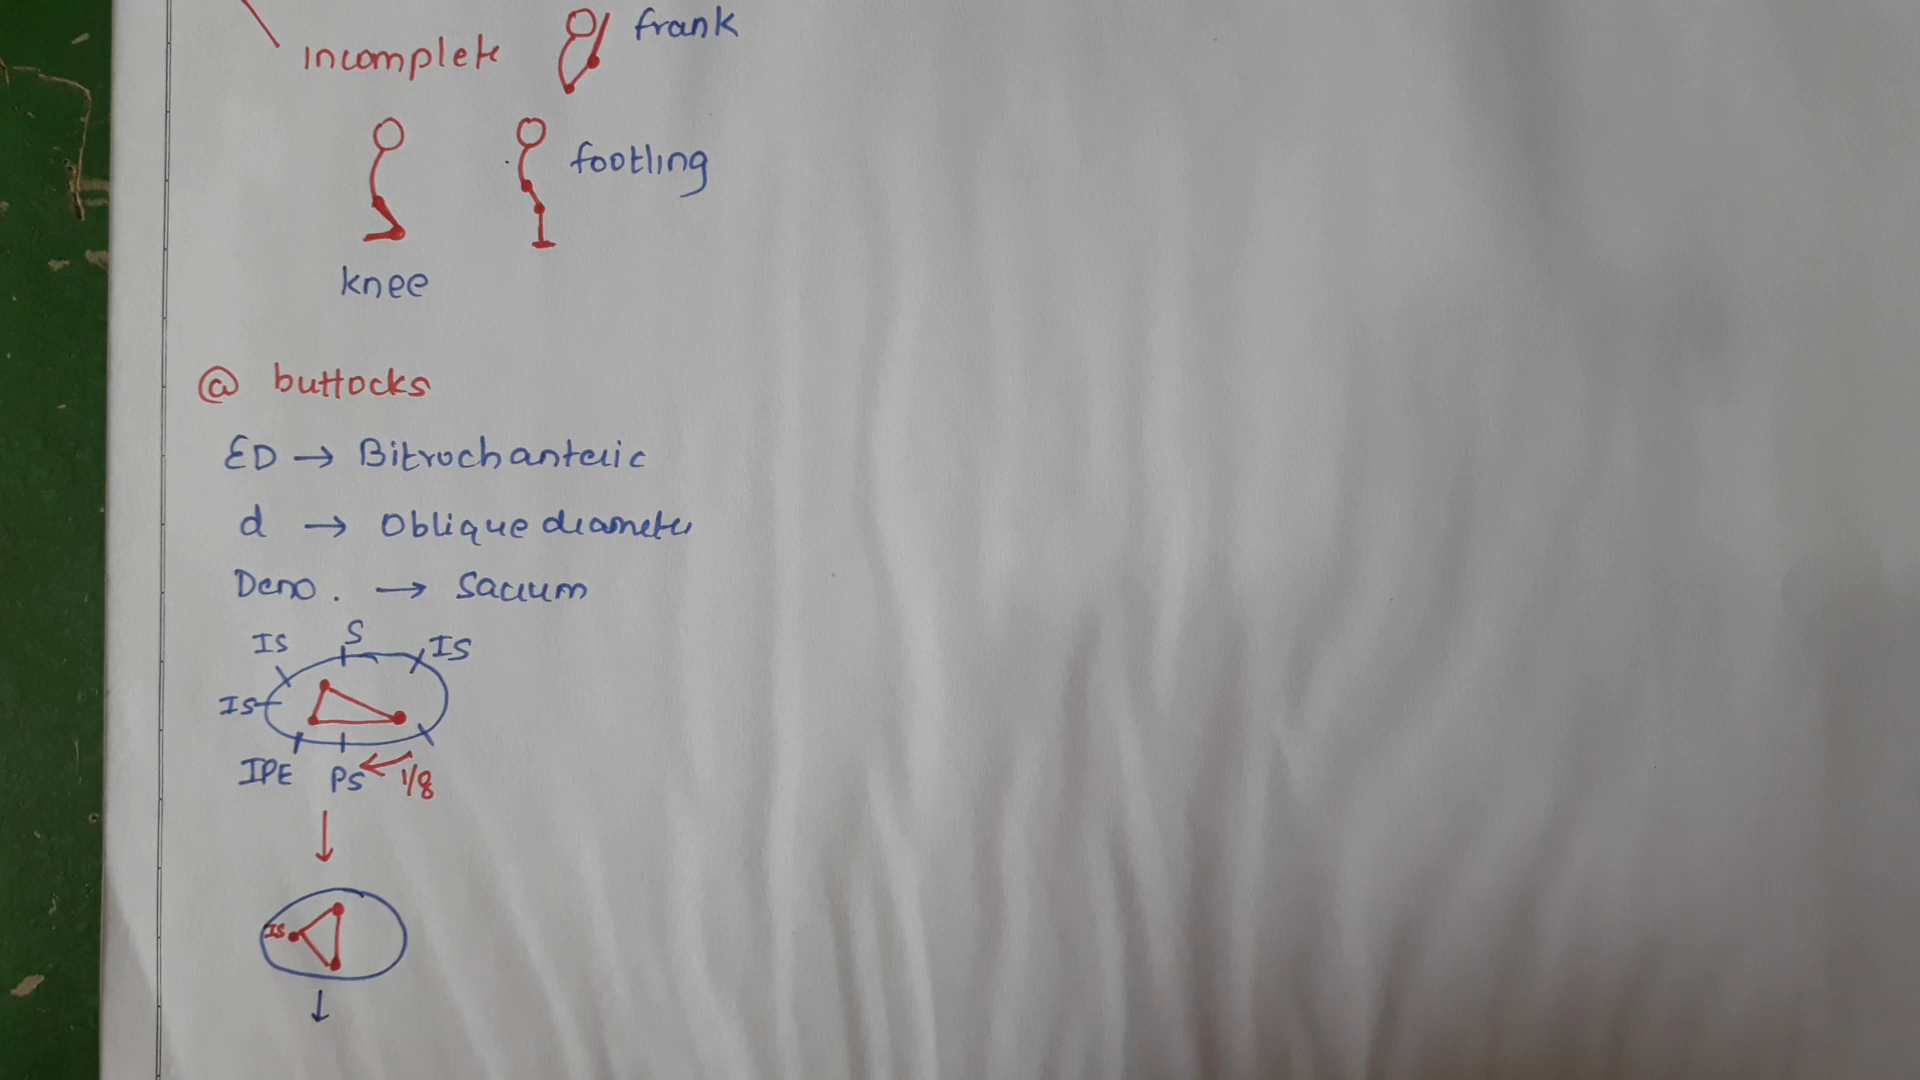 frank
incomplete
footling
knee
@ buttocks
ED → Bitrochanteric
d → Oblique diameter
Deno. → Sacrum
IS S IS
IS
IPE PS ← 1/8
IS